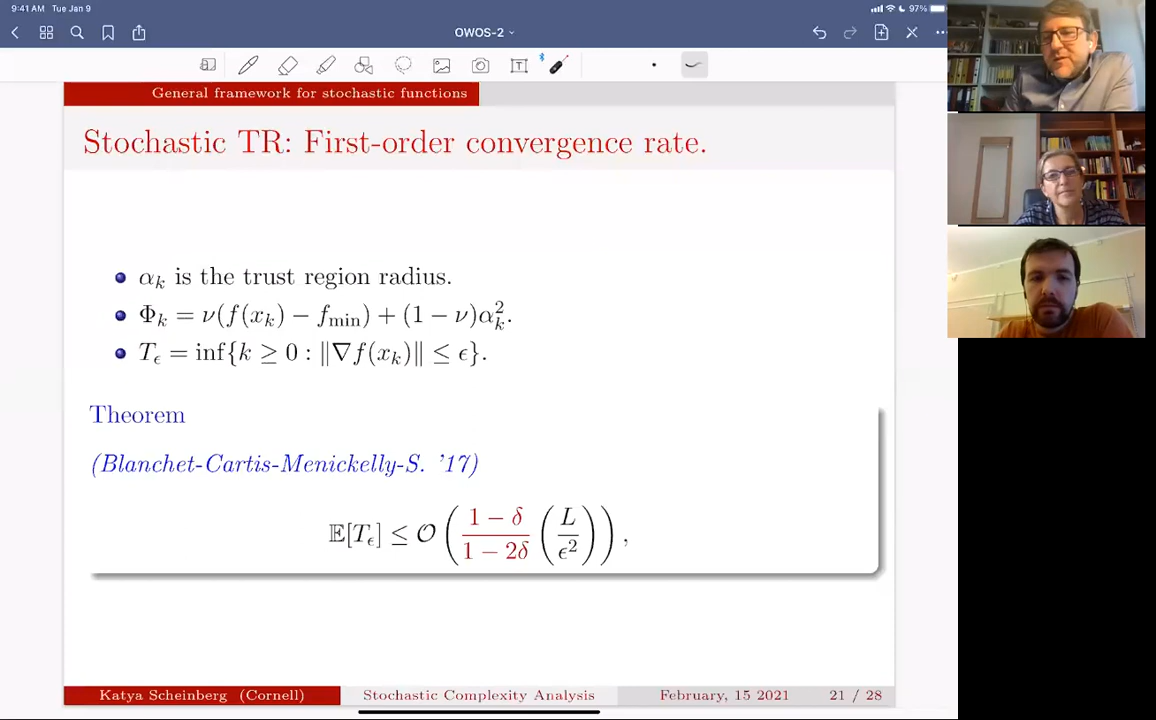 9:41 AM Tue Jan 9
97%
OWOS-2
General framework for stochastic functions
Stochastic TR: First-order convergence rate.
α_k is the trust region radius.
Φ_k = ν(f(x_k) − f_min) + (1 − ν)α_k^2.
T_ϵ = inf{k ≥ 0 : ‖∇f(x_k)‖ ≤ ϵ}.
Theorem
(Blanchet-Cartis-Menickelly-S. '17)
𝔼[T_ϵ] ≤ 𝒪 ( (1 − δ)/(1 − 2δ) ( L/ϵ^2 ) ) ,
Katya Scheinberg (Cornell) Stochastic Complexity Analysis February, 15 2021 21 / 28